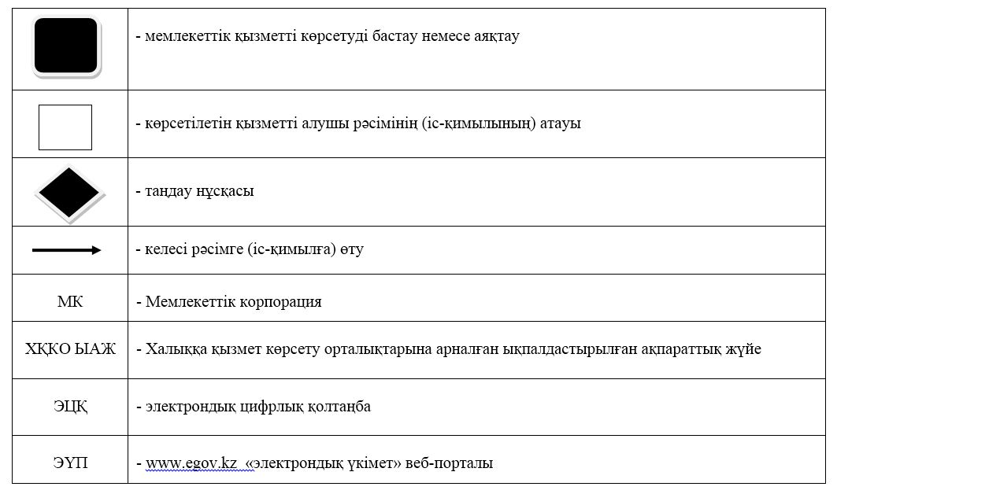 - мемлекеттік қызметті көрсетуді бастау немесе аяқтау
- көрсетілетін қызметті алушы рәсімінің (іс-қимылының) атауы
- таңдау нұсқасы
- келесі рәсімге (іс-қимылға) өту
МК - Мемлекеттік корпорация
ХҚКО ЫАЖ - Халыққа қызмет көрсету орталықтарына арналған ықпалдастырылған ақпараттық жүйе
ЭЦҚ - электрондық цифрлық қолтаңба
ЭҮП - www.egov.kz «электрондық үкімет» веб-порталы